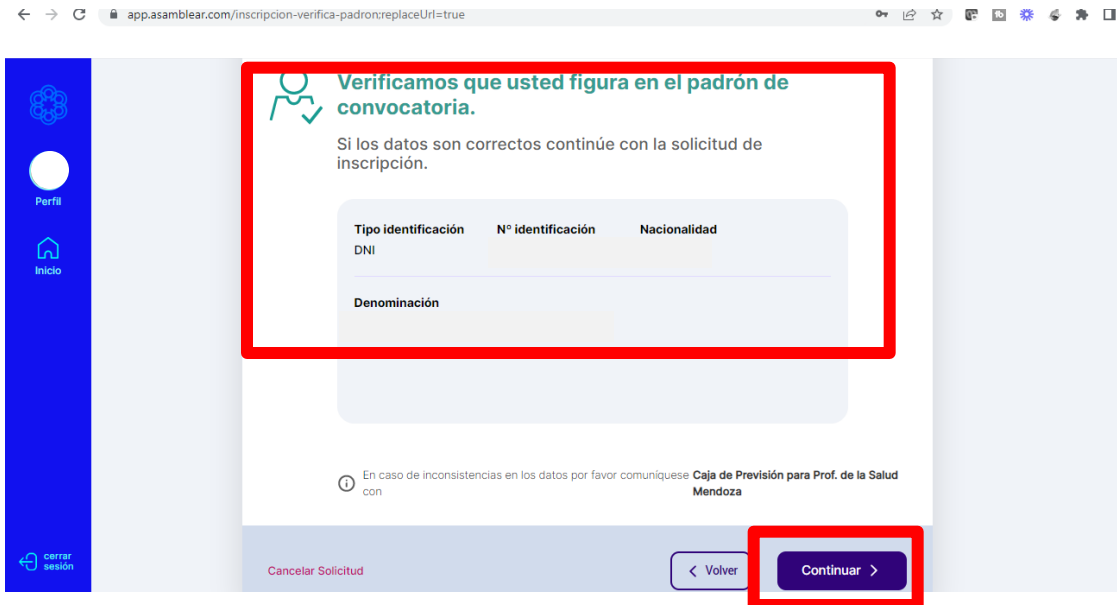 app.asamblear.com/inscripcion-verifica-padron;replaceUrl=true
Verificamos que usted figura en el padrón de
convocatoria.
Si los datos son correctos continúe con la solicitud de
inscripción.
Perfil
Inicio
Tipo identificación Nº identificación Nacionalidad
DNI
Denominación
En caso de inconsistencias en los datos por favor comuníquese Caja de Previsión para Prof. de la Salud
con Mendoza
cerrar
sesión
Cancelar Solicitud
Volver
Continuar